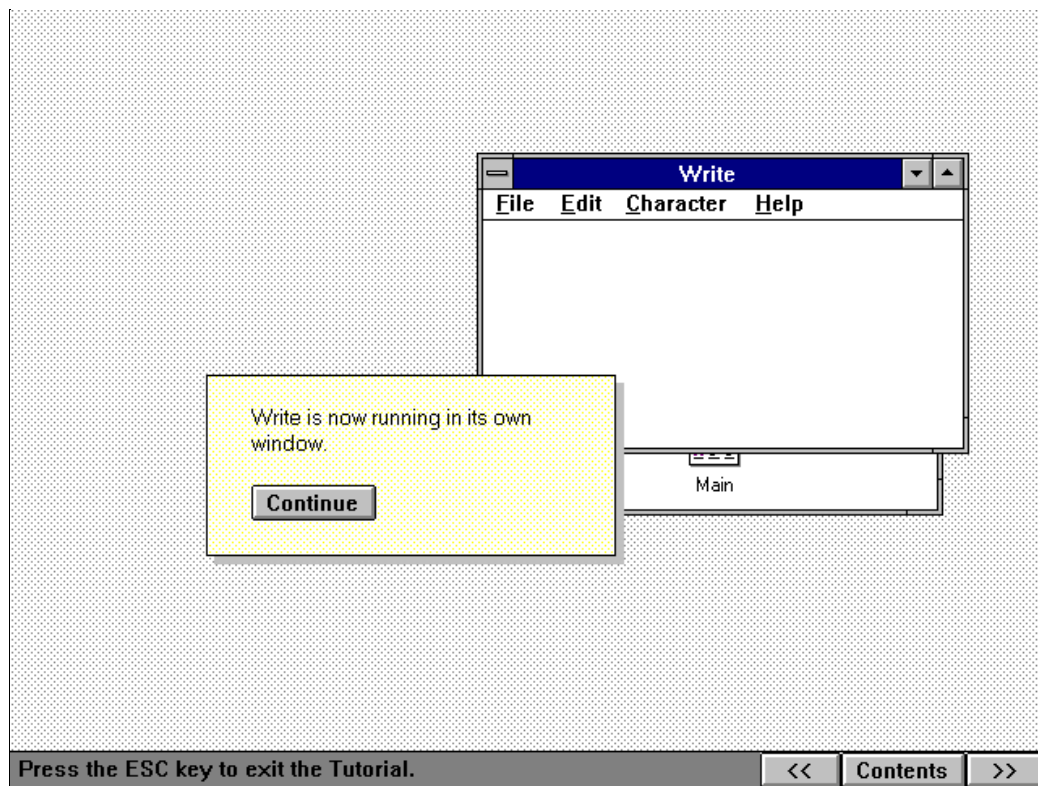 Write
File Edit Character Help
Write is now running in its own
window.
Continue
Main
Press the ESC key to exit the Tutorial.
<< Contents >>